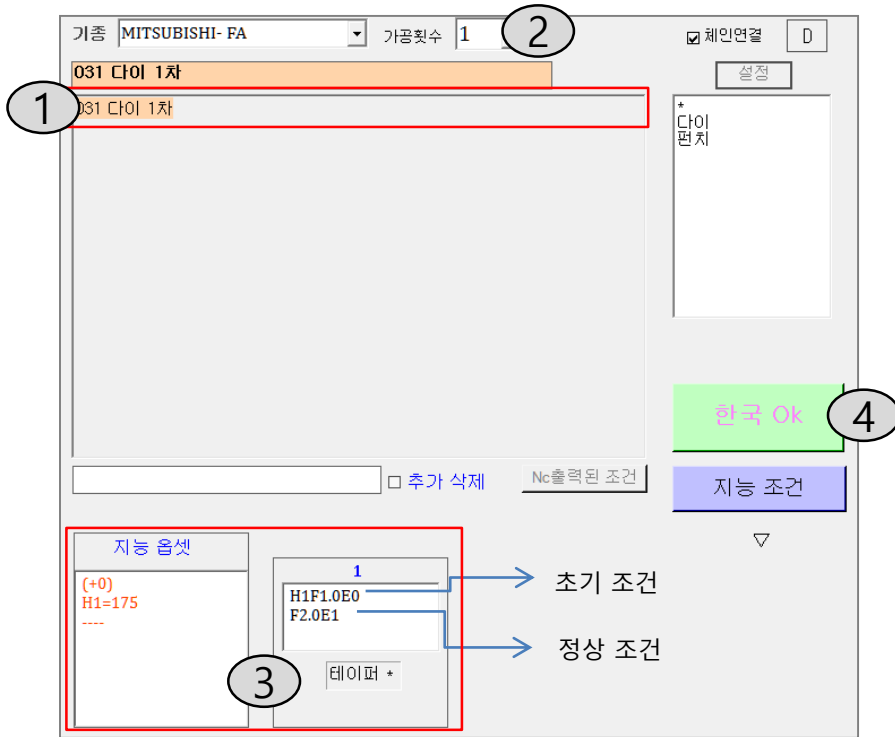 기종 MITSUBISHI- FA 가공횟수 1 2 ☑ 체인연결 D
031 다이 1차 설정
1 031 다이 1차
*
다이
펀치
한국 Ok 4
□ 추가 삭제 Nc출력된 조건 지능 조건
▽
지능 옵셋
(+0)
H1=175
----
1
H1F1.0E0 초기 조건
F2.0E1 정상 조건
3 테이퍼 *